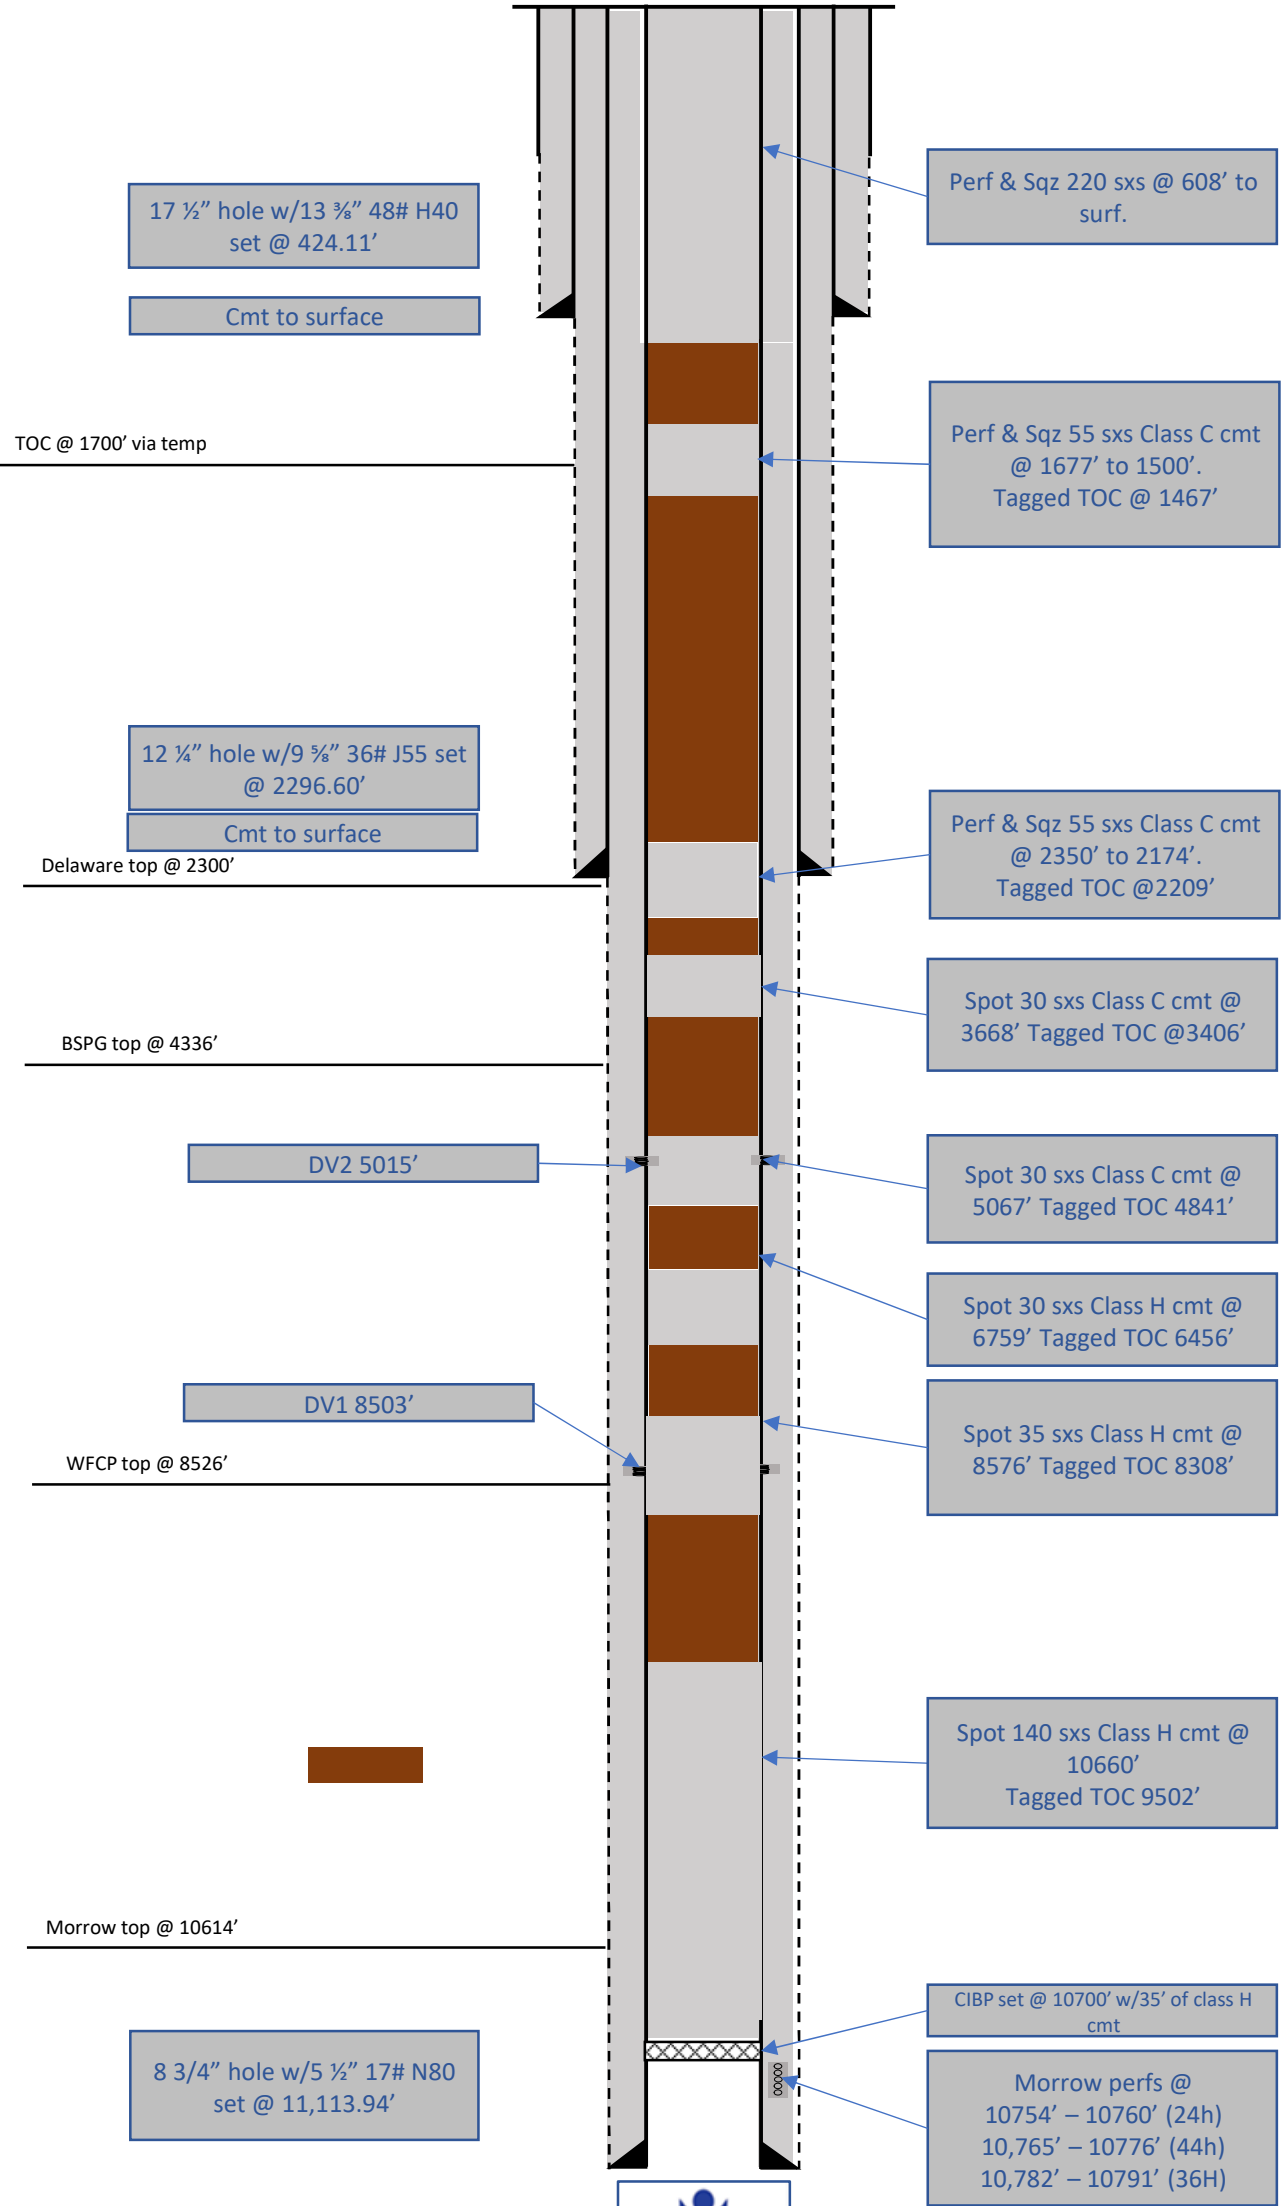 Perf & Sqz 220 sxs @ 608’ to
surf.
17 ½” hole w/13 ⅜” 48# H40
set @ 424.11’
Cmt to surface
Perf & Sqz 55 sxs Class C cmt
@ 1677’ to 1500’.
Tagged TOC @ 1467’
TOC @ 1700’ via temp
12 ¼” hole w/9 ⅝” 36# J55 set
@ 2296.60’
Cmt to surface
Delaware top @ 2300’
Perf & Sqz 55 sxs Class C cmt
@ 2350’ to 2174’.
Tagged TOC @2209’
Spot 30 sxs Class C cmt @
3668’ Tagged TOC @3406’
BSPG top @ 4336’
DV2 5015’
Spot 30 sxs Class C cmt @
5067’ Tagged TOC 4841’
Spot 30 sxs Class H cmt @
6759’ Tagged TOC 6456’
DV1 8503’
Spot 35 sxs Class H cmt @
8576’ Tagged TOC 8308’
WFCP top @ 8526’
Spot 140 sxs Class H cmt @
10660’
Tagged TOC 9502’
Morrow top @ 10614’
CIBP set @ 10700’ w/35’ of class H
cmt
8 3/4” hole w/5 ½” 17# N80
set @ 11,113.94’
Morrow perfs @
10754’ – 10760’ (24h)
10,765’ – 10776’ (44h)
10,782’ – 10791’ (36H)